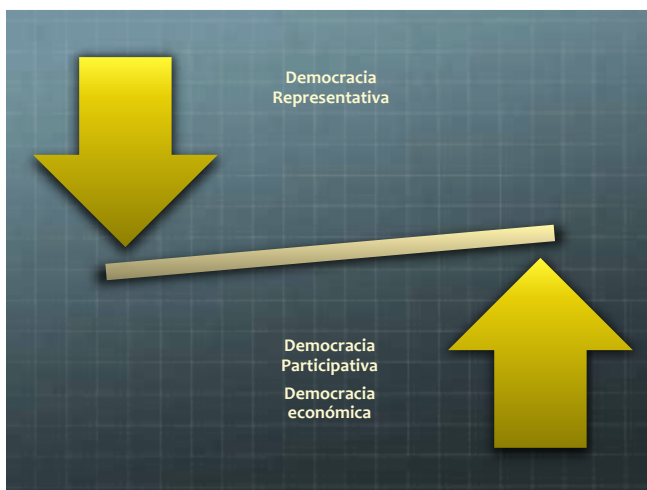 Democracia
Representativa
Democracia
Participativa
Democracia
económica